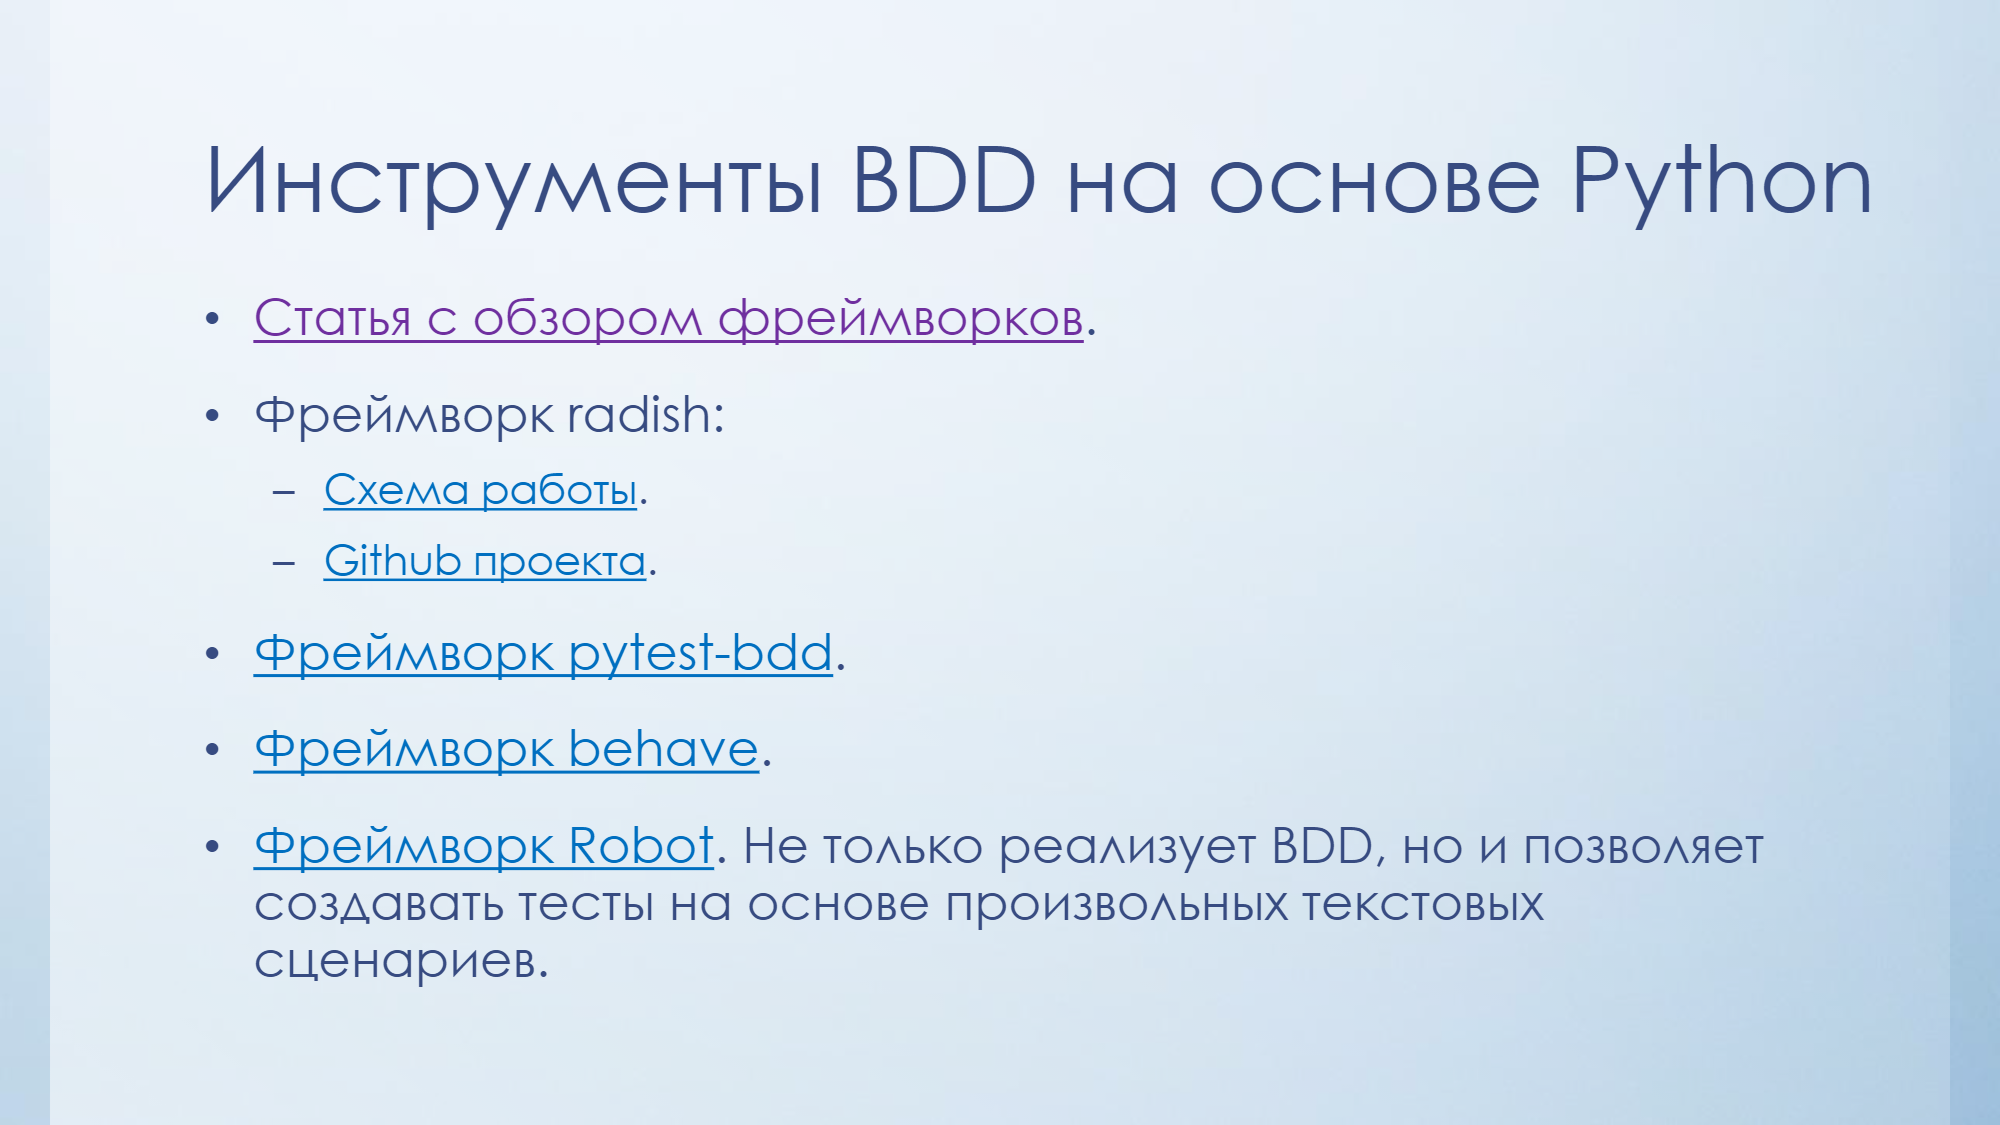 Инструменты BDD на основе Python
• Статья с обзором фреймворков.
• Фреймворк radish:
– Схема работы.
– Github проекта.
• Фреймворк pytest-bdd.
• Фреймворк behave.
• Фреймворк Robot. Не только реализует BDD, но и позволяет
создавать тесты на основе произвольных текстовых
сценариев.